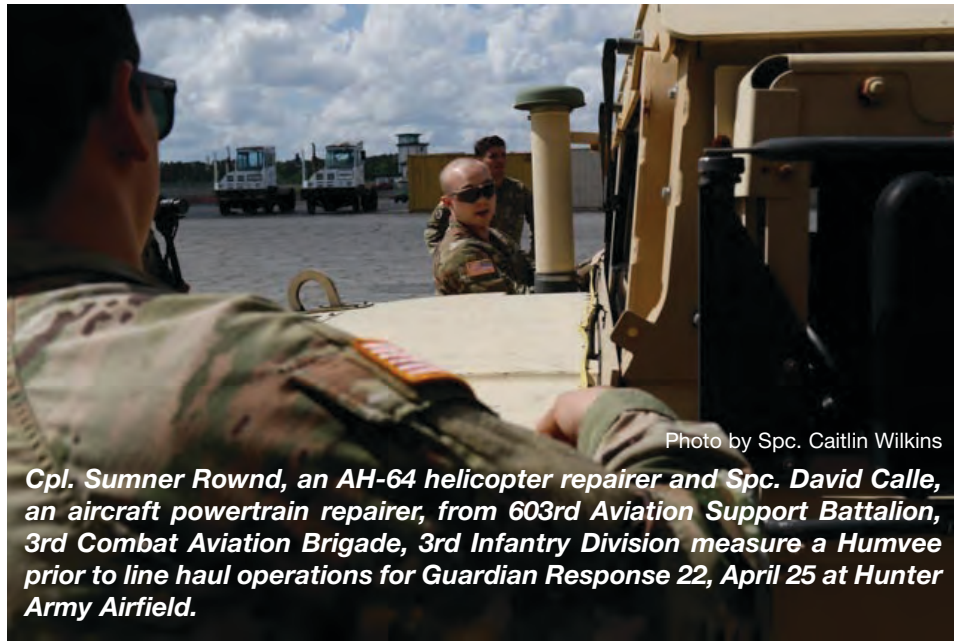 Photo by Spc. Caitlin Wilkins
Cpl. Sumner Rownd, an AH-64 helicopter repairer and Spc. David Calle,
an aircraft powertrain repairer, from 603rd Aviation Support Battalion,
3rd Combat Aviation Brigade, 3rd Infantry Division measure a Humvee
prior to line haul operations for Guardian Response 22, April 25 at Hunter
Army Airfield.